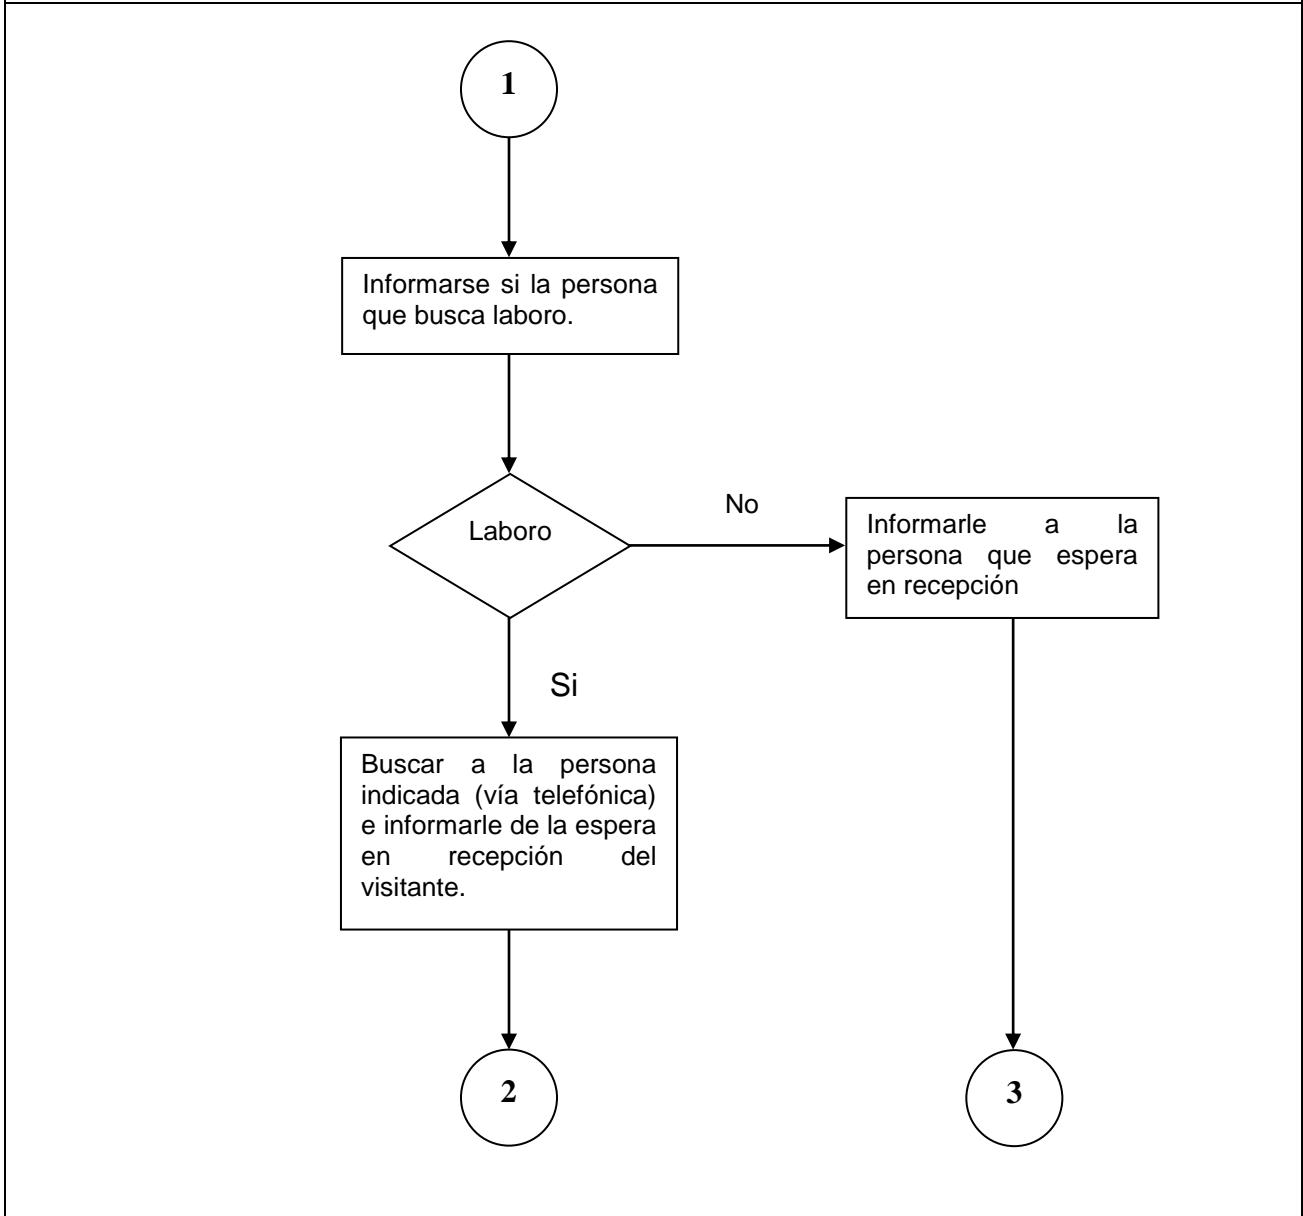 1
Informarse si la persona
que busca laboro.
Laboro
No
Informarle a la
persona que espera
en recepción
Si
Buscar a la persona
indicada (vía telefónica)
e informarle de la espera
en recepción del
visitante.
2
3